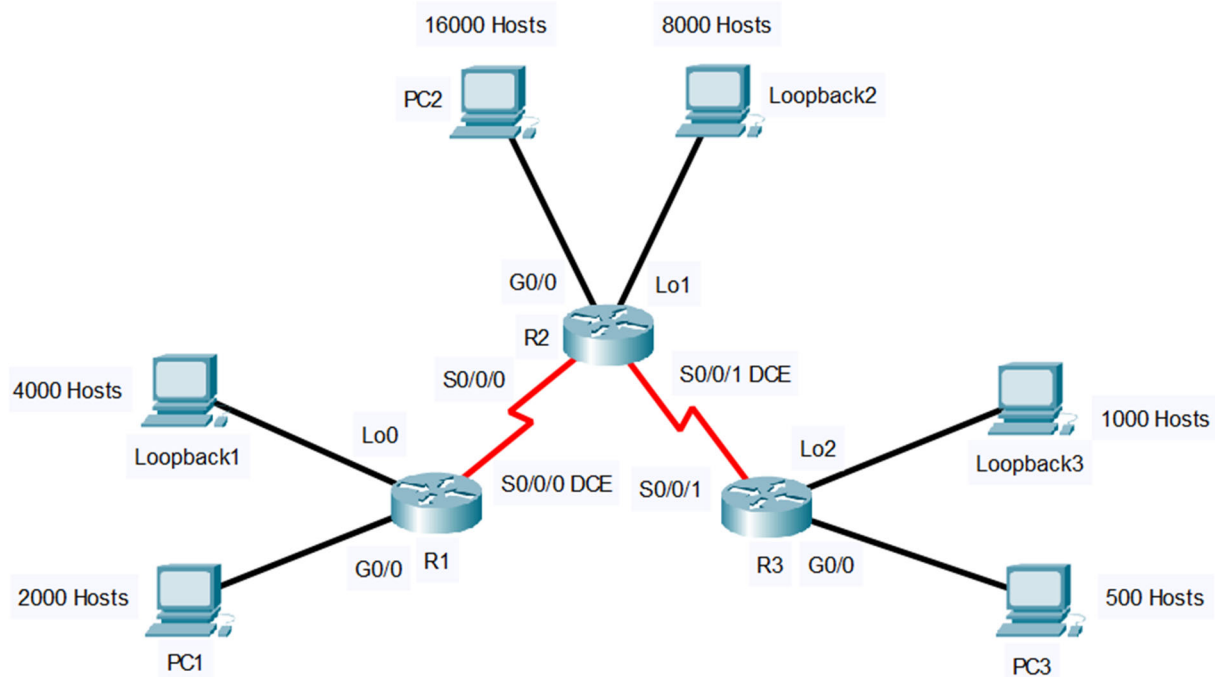 16000 Hosts
8000 Hosts
PC2
Loopback2
G0/0
Lo1
R2
S0/0/0
S0/0/1 DCE
4000 Hosts
Loopback1
Lo0
S0/0/0 DCE
S0/0/1
Lo2
1000 Hosts
Loopback3
G0/0
R1
R3
G0/0
2000 Hosts
PC1
500 Hosts
PC3